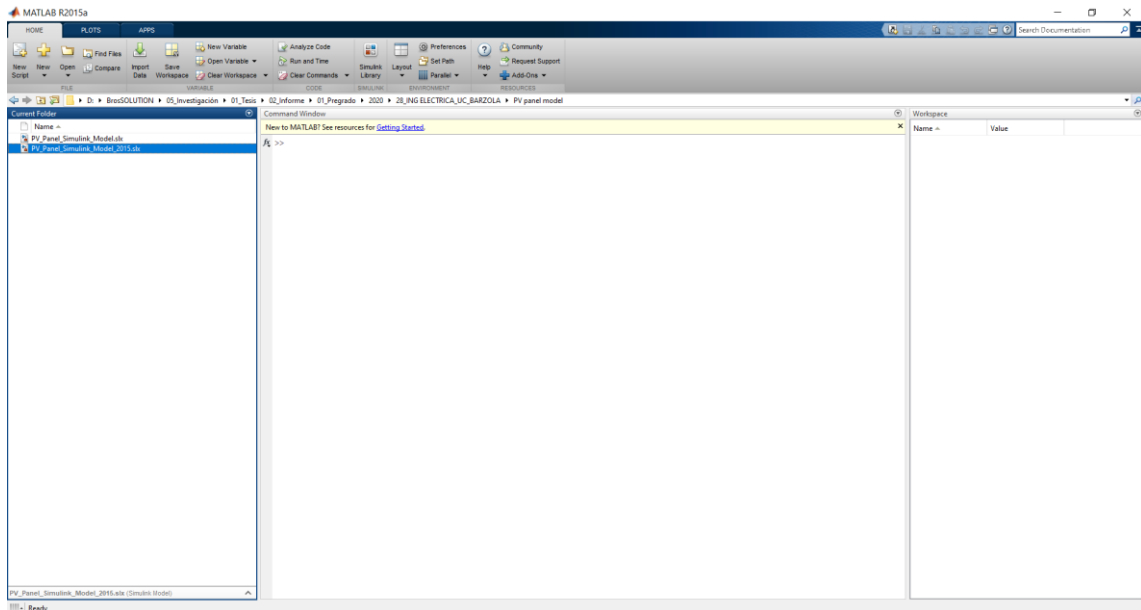 MATLAB R2015a
HOME PLOTS APPS
Search Documentation
New Script
New
Open
Find Files
Compare
Import Data
Save Workspace
New Variable
Open Variable
Clear Workspace
Analyze Code
Run and Time
Clear Commands
Simulink Library
Layout
Preferences
Set Path
Parallel
Help
Community
Request Support
Add-Ons
FILE VARIABLE CODE SIMULINK ENVIRONMENT RESOURCES
D: BrosSOLUTION 05_Investigación 01_Tesis 02_Informe 01_Pregrado 2020 28_ING ELECTRICA_UC_BARZOLA PV panel model
Current Folder
Name
PV_Panel_Simulink_Model.slx
PV_Panel_Simulink_Model_2015.slx
Command Window
New to MATLAB? See resources for Getting Started.
fx >>
Workspace
Name Value
PV_Panel_Simulink_Model_2015.slx (Simulink Model)
Ready